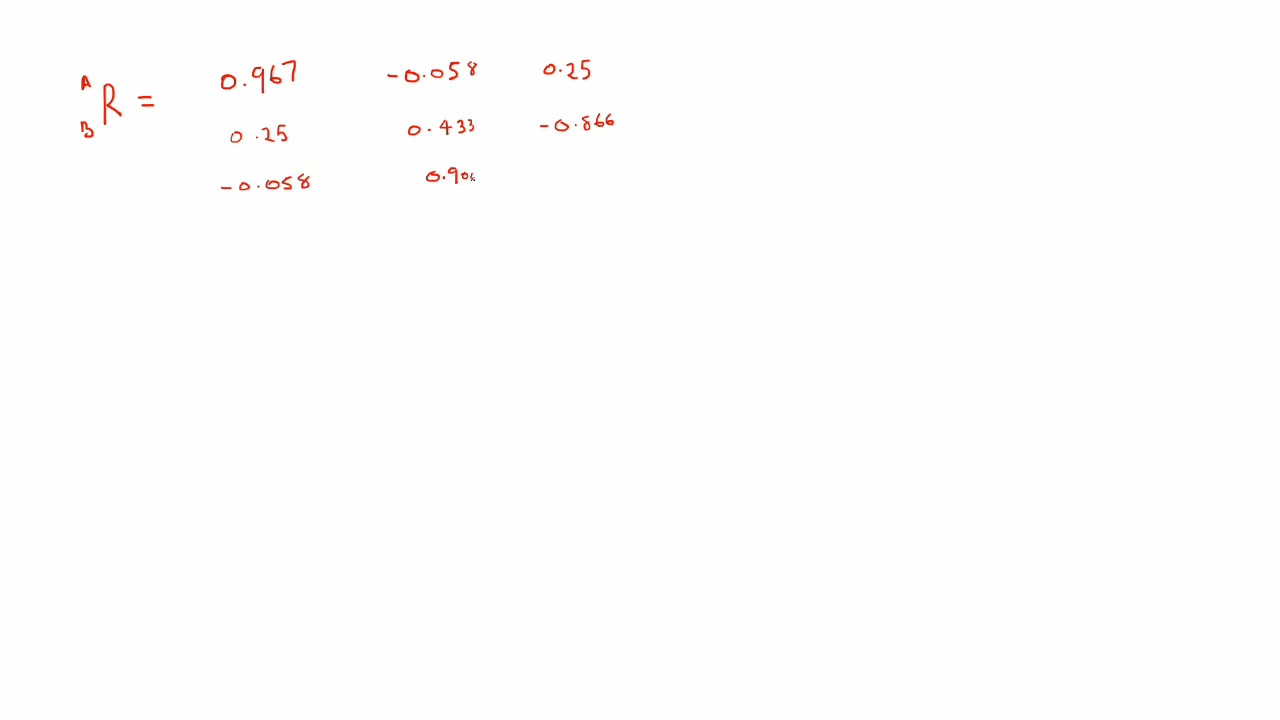 A
B R = 0.967 -0.058 0.25
0.25 0.433 -0.866
-0.058